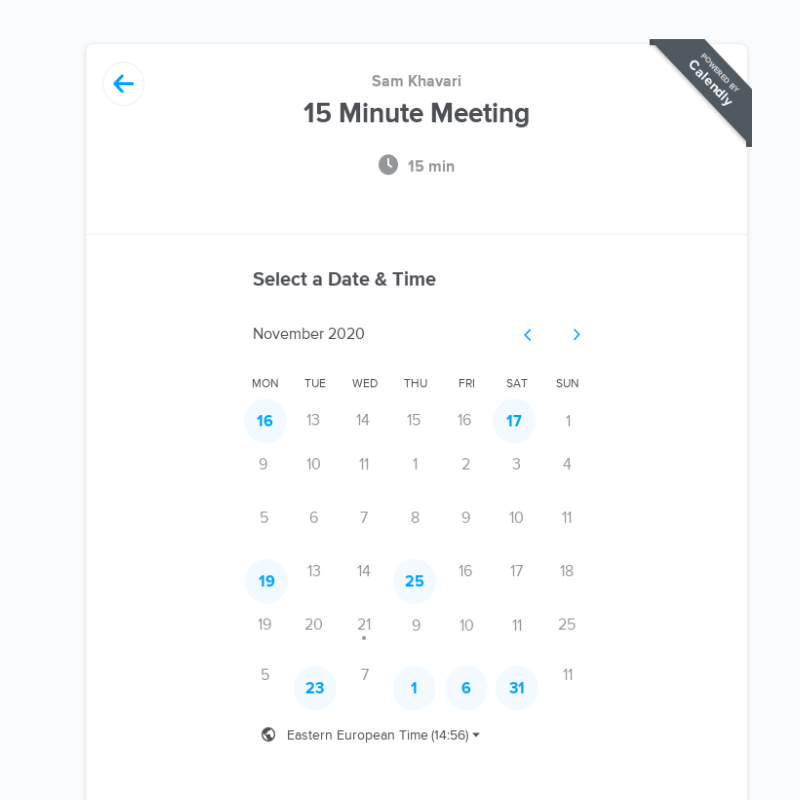 POWERED BY
Calendly
Sam Khavari
15 Minute Meeting
15 min
Select a Date & Time
November 2020
MON TUE WED THU FRI SAT SUN
16 13 14 15 16 17 1
9 10 11 1 2 3 4
5 6 7 8 9 10 11
19 13 14 25 16 17 18
19 20 21 9 10 11 25
5 23 7 1 6 31 11
Eastern European Time (14:56)